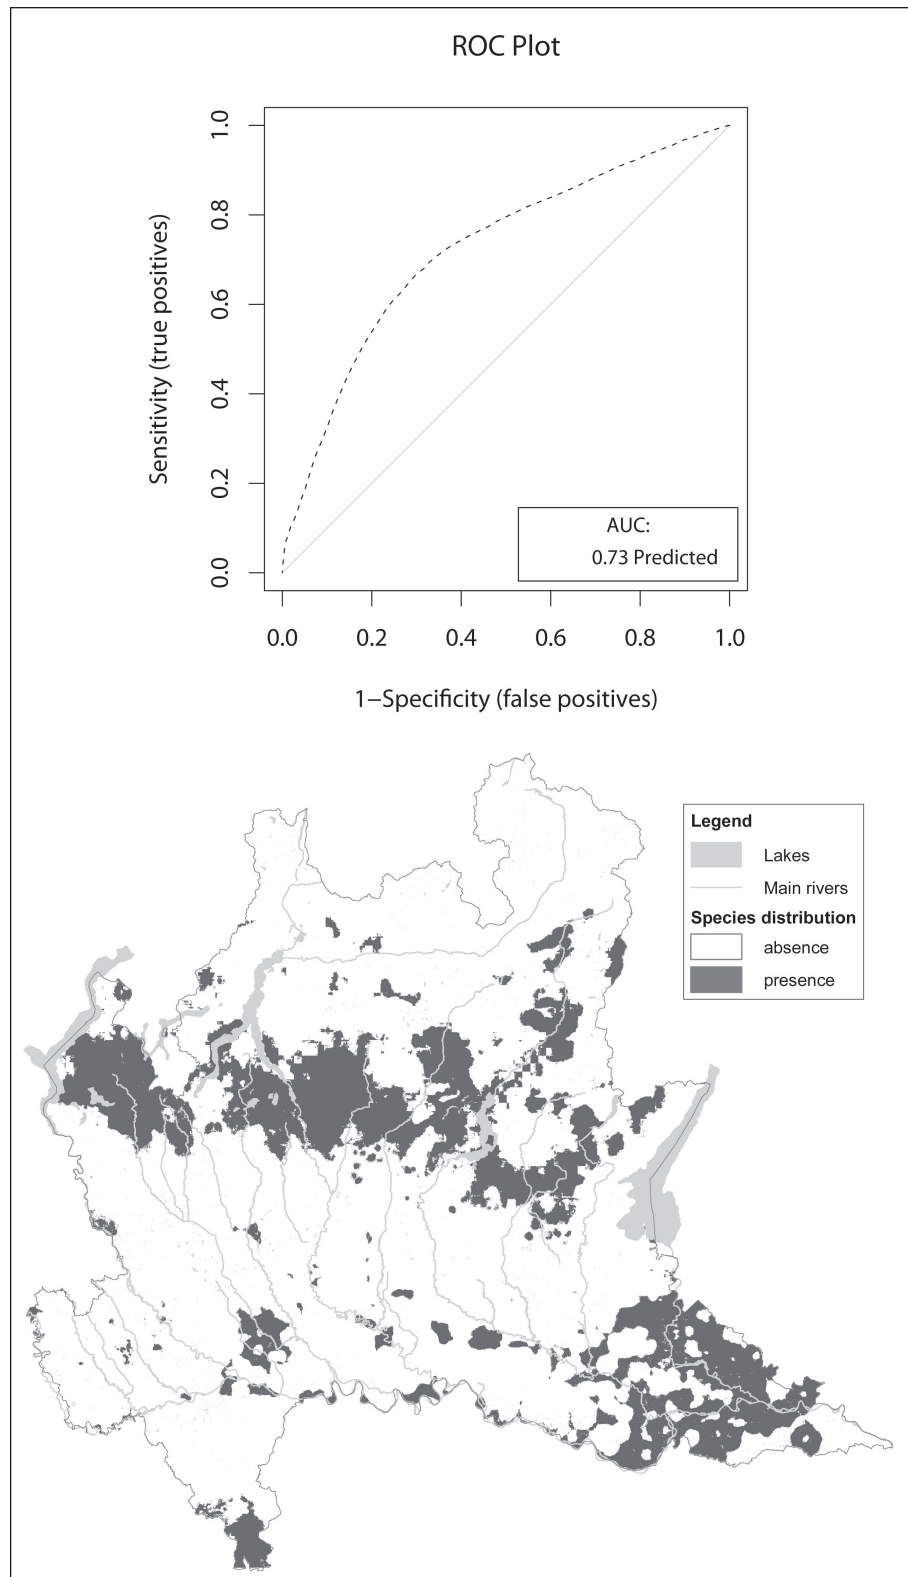 ROC Plot
1.0
0.8
0.6
0.4
0.2
0.0
Sensitivity (true positives)
AUC:
0.73 Predicted
0.0 0.2 0.4 0.6 0.8 1.0
1−Specificity (false positives)
Legend
Lakes
Main rivers
Species distribution
absence
presence